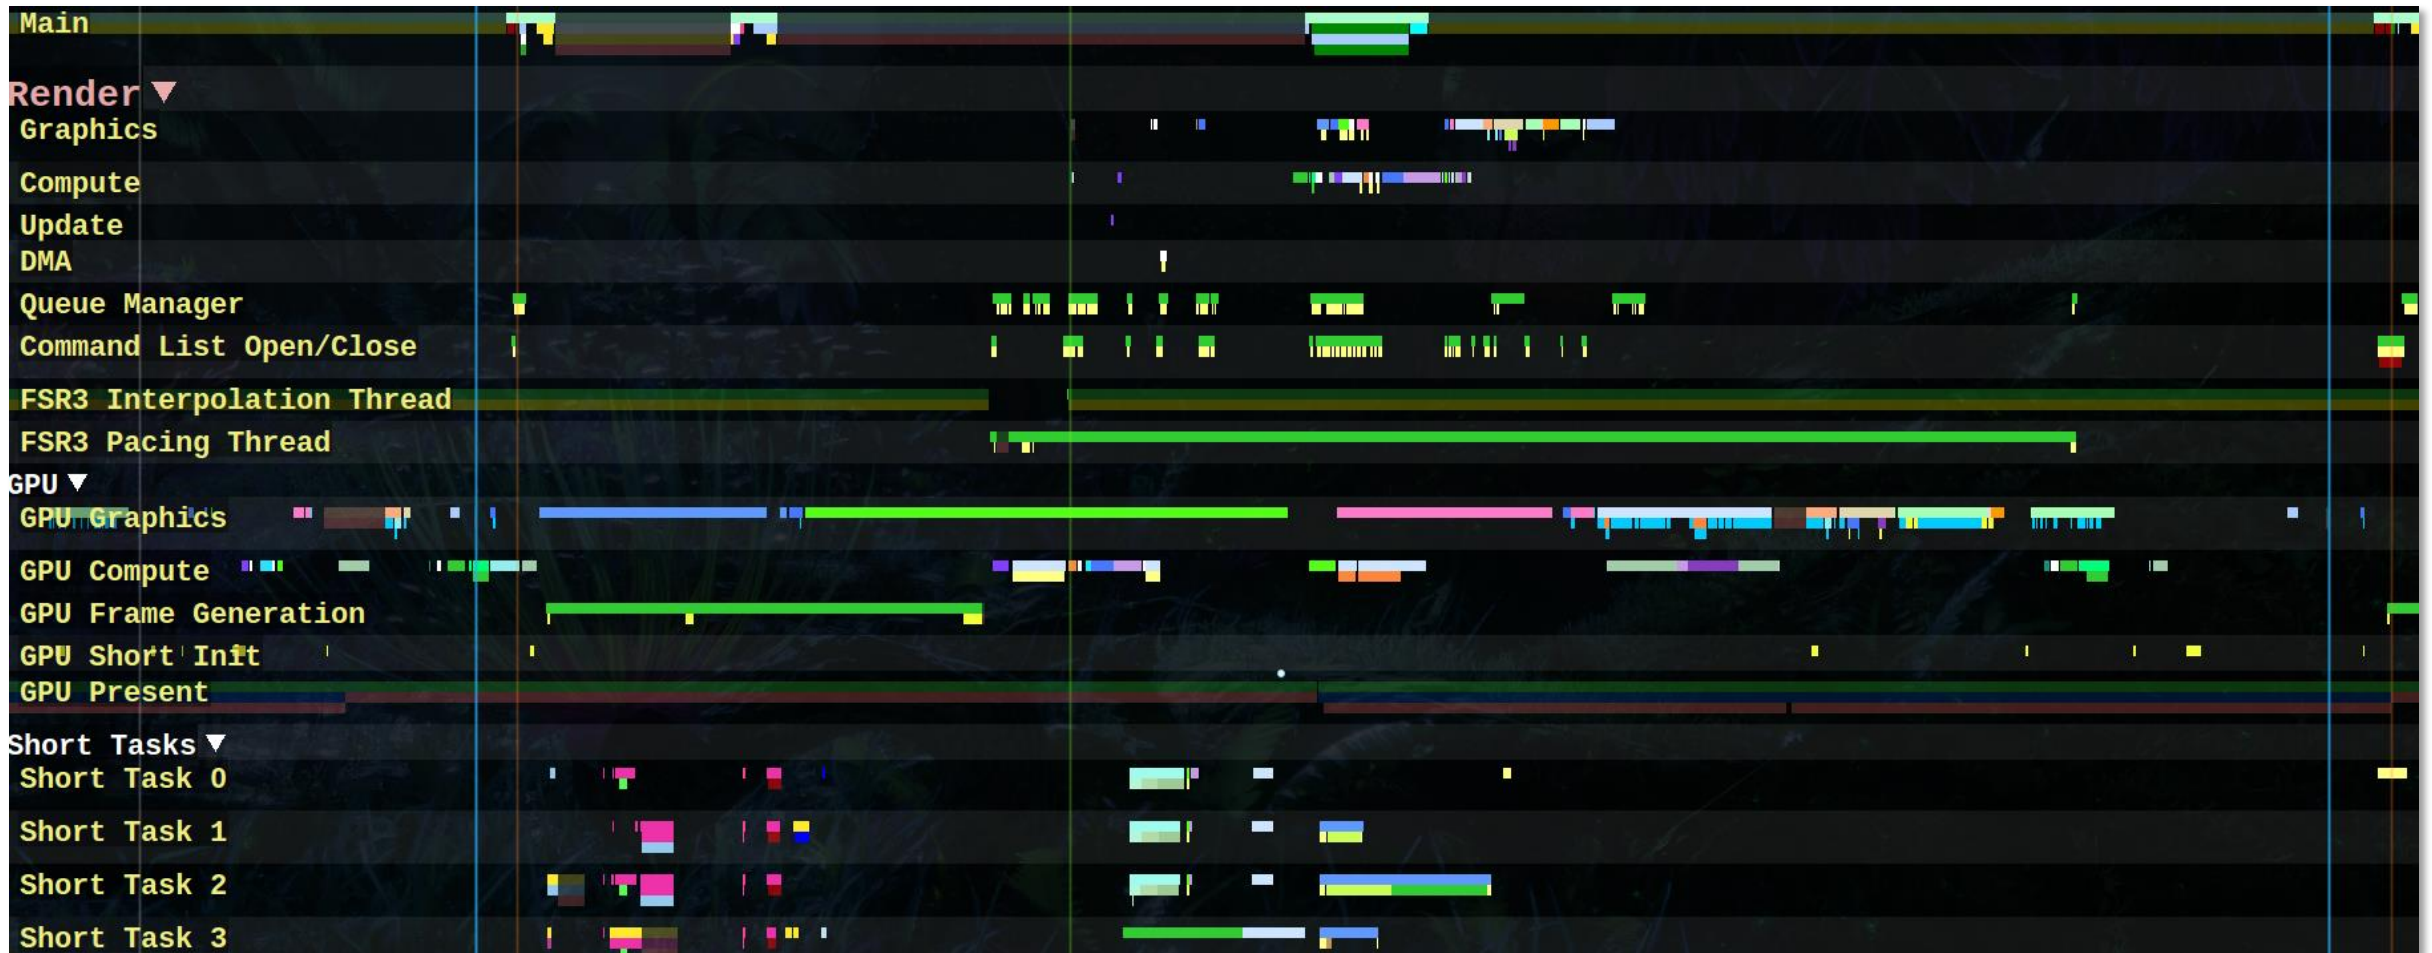 Main
Render
Graphics
Compute
Update
DMA
Queue Manager
Command List Open/Close
FSR3 Interpolation Thread
FSR3 Pacing Thread
GPU
GPU Graphics
GPU Compute
GPU Frame Generation
GPU Short Init
GPU Present
Short Tasks
Short Task 0
Short Task 1
Short Task 2
Short Task 3